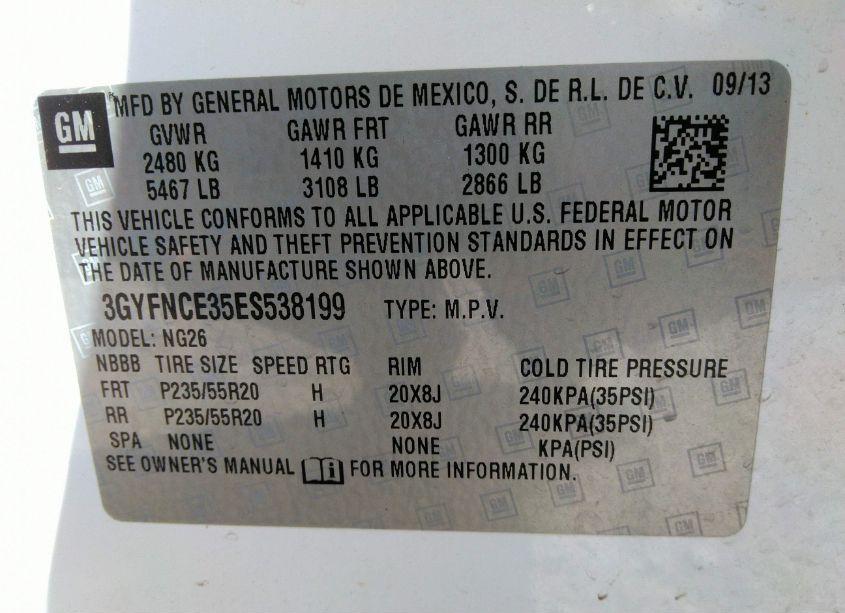 GM MFD BY GENERAL MOTORS DE MEXICO, S. DE R.L. DE C.V. 09/13
GVWR GAWR FRT GAWR RR
2480 KG 1410 KG 1300 KG
5467 LB 3108 LB 2866 LB
THIS VEHICLE CONFORMS TO ALL APPLICABLE U.S. FEDERAL MOTOR
VEHICLE SAFETY AND THEFT PREVENTION STANDARDS IN EFFECT ON
THE DATE OF MANUFACTURE SHOWN ABOVE.
3GYFNCE35ES538199 TYPE: M.P.V.
MODEL: NG26
NBBB TIRE SIZE SPEED RTG RIM COLD TIRE PRESSURE
FRT P235/55R20 H 20X8J 240KPA(35PSI)
RR P235/55R20 H 20X8J 240KPA(35PSI)
SPA NONE NONE KPA(PSI)
SEE OWNER'S MANUAL FOR MORE INFORMATION.